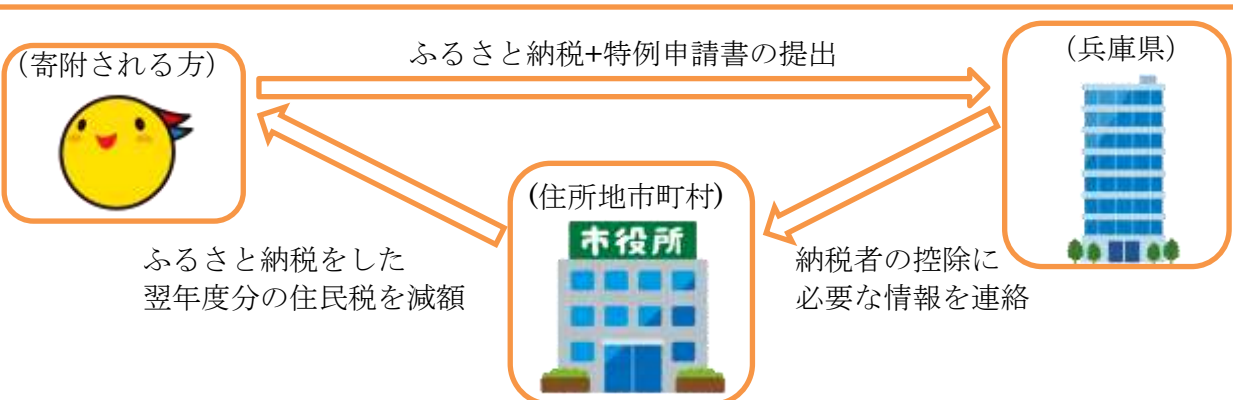 (寄附される方)
ふるさと納税+特例申請書の提出
(兵庫県)
(住所地市町村)
市役所
ふるさと納税をした
翌年度分の住民税を減額
納税者の控除に
必要な情報を連絡